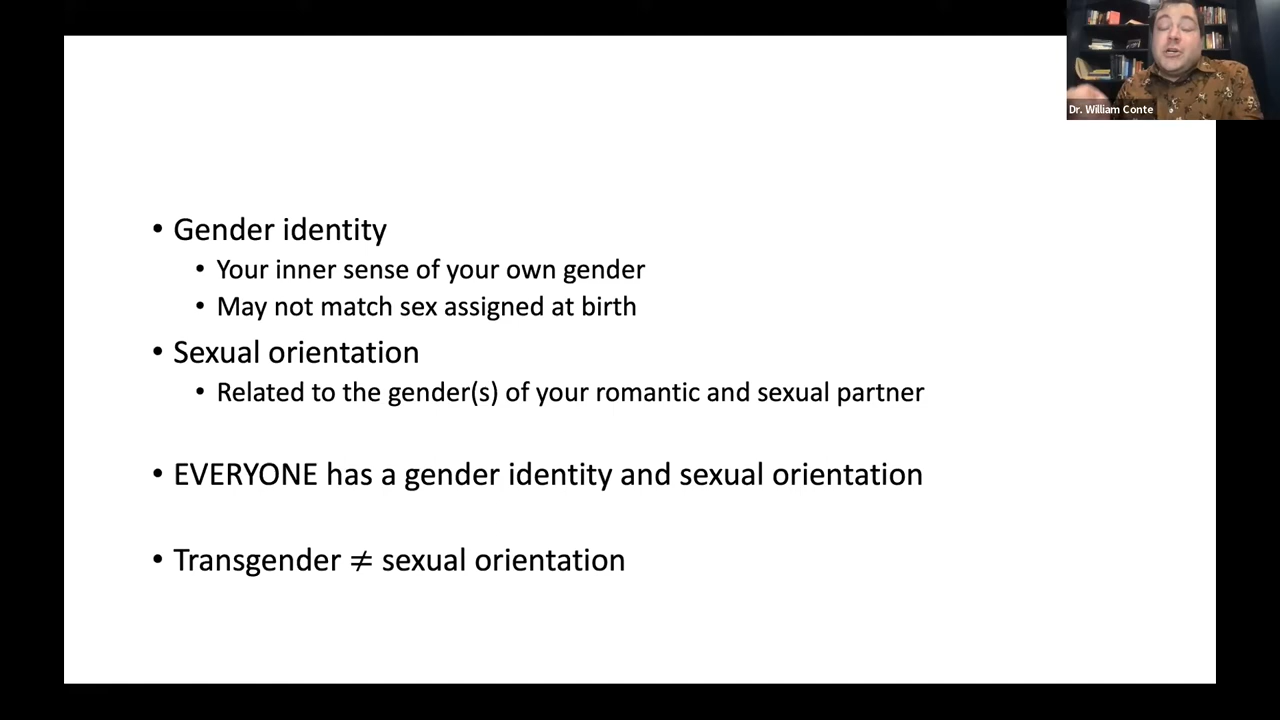 Dr. William Conte
• Gender identity
• Your inner sense of your own gender
• May not match sex assigned at birth
• Sexual orientation
• Related to the gender(s) of your romantic and sexual partner
• EVERYONE has a gender identity and sexual orientation
• Transgender ≠ sexual orientation